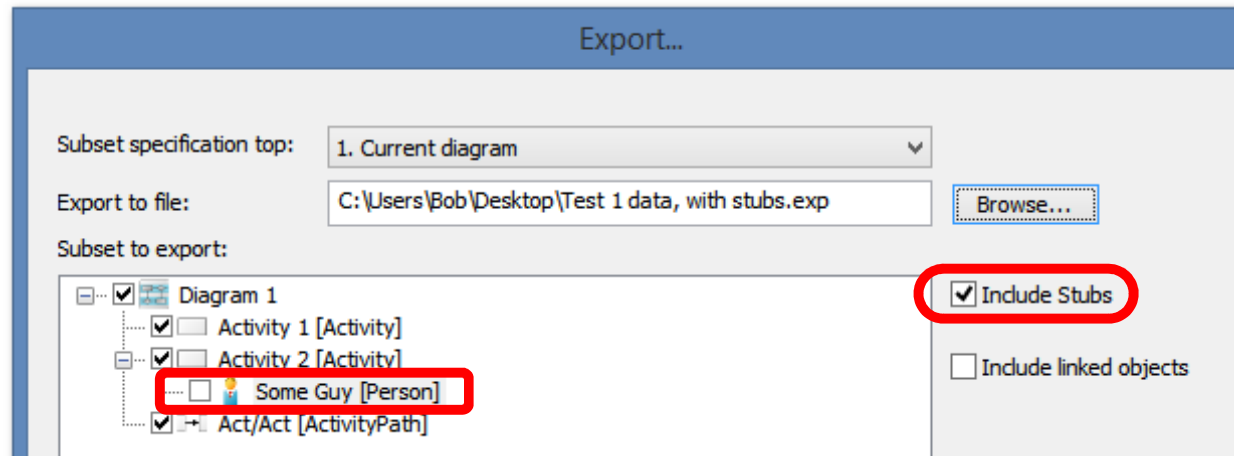 Export...
Subset specification top: 1. Current diagram
Export to file: C:\Users\Bob\Desktop\Test 1 data, with stubs.exp Browse...
Subset to export:
Diagram 1 Include Stubs
Activity 1 [Activity]
Activity 2 [Activity] Include linked objects
Some Guy [Person]
Act/Act [ActivityPath]